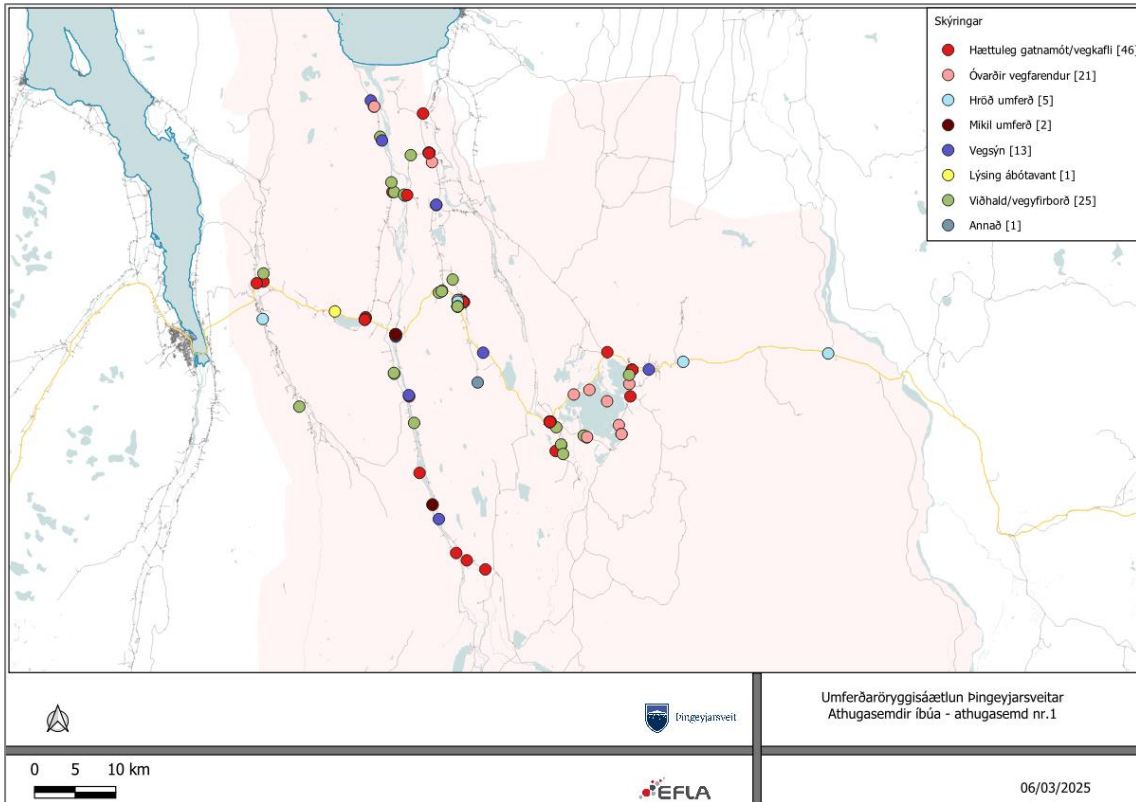 Skýringar
Hættuleg gatnamót/vegkafli [46]
Óvarðir vegfarendur [21]
Hröð umferð [5]
Mikil umferð [2]
Vegsýn [13]
Lýsing ábótavant [1]
Viðhald/vegyfirborð [25]
Annað [1]
Þingeyjarsveit
Umferðaröryggisáætlun Þingeyjarsveitar
Athugasemdir íbúa - athugasemd nr.1
0 5 10 km
EFLA
06/03/2025